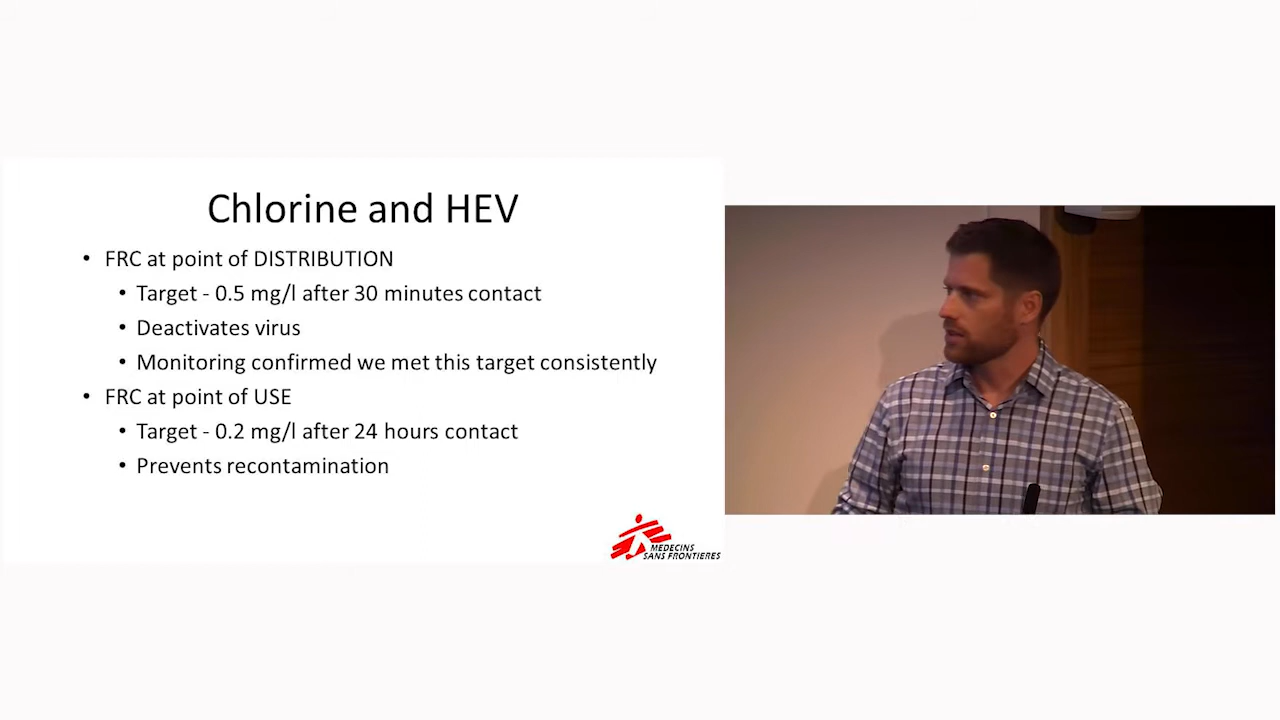 Chlorine and HEV
• FRC at point of DISTRIBUTION
• Target - 0.5 mg/l after 30 minutes contact
• Deactivates virus
• Monitoring confirmed we met this target consistently
• FRC at point of USE
• Target - 0.2 mg/l after 24 hours contact
• Prevents recontamination
MEDECINS
SANS FRONTIERES